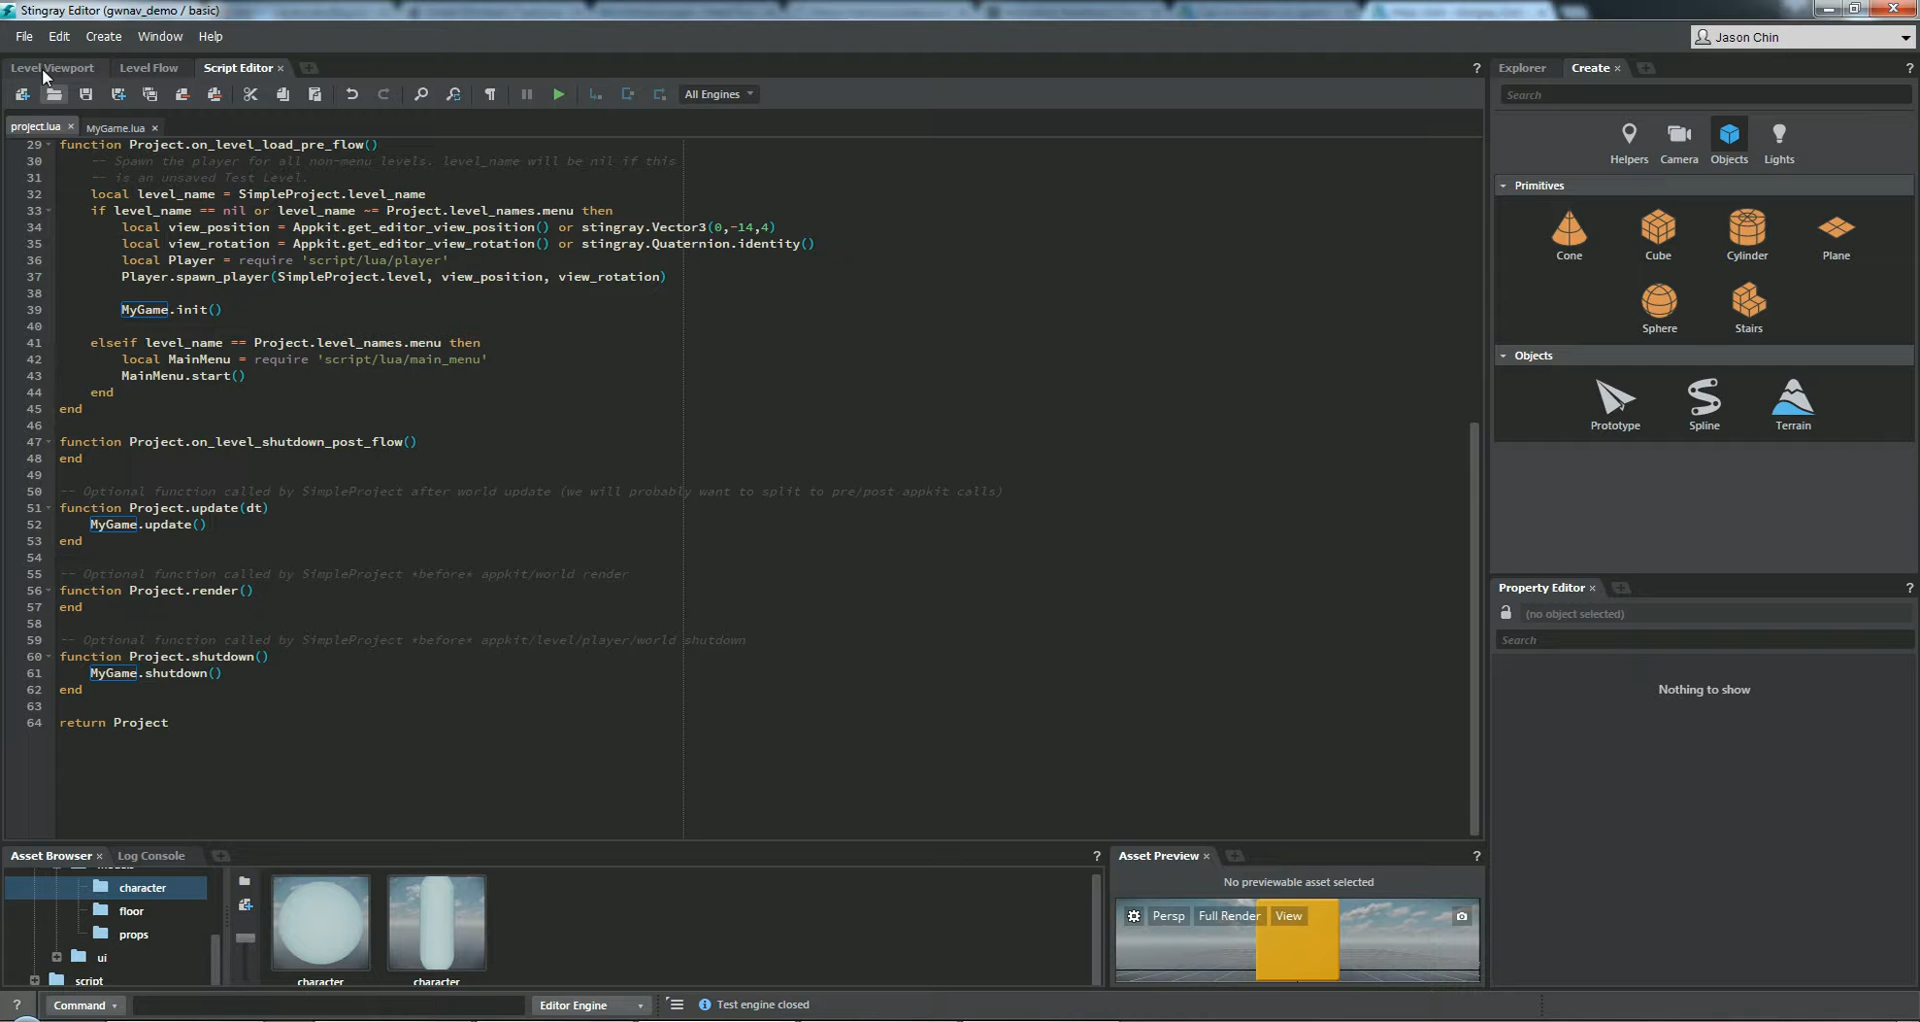 Stingray Editor (gwnav_demo / basic)
File Edit Create Window Help
Jason Chin
Level Viewport Level Flow Script Editor × ?
All Engines
project.lua × MyGame.lua ×
29 function Project.on_level_load_pre_flow()
30 -- Spawn the player for all non-menu levels. level_name will be nil if this
31 -- is an unsaved Test Level.
32 local level_name = SimpleProject.level_name
33 if level_name == nil or level_name ~= Project.level_names.menu then
34 local view_position = Appkit.get_editor_view_position() or stingray.Vector3(0,-14,4)
35 local view_rotation = Appkit.get_editor_view_rotation() or stingray.Quaternion.identity()
36 local Player = require 'script/lua/player'
37 Player.spawn_player(SimpleProject.level, view_position, view_rotation)
38
39 MyGame.init()
40
41 elseif level_name == Project.level_names.menu then
42 local MainMenu = require 'script/lua/main_menu'
43 MainMenu.start()
44 end
45 end
46
47 function Project.on_level_shutdown_post_flow()
48 end
49
50 -- Optional function called by SimpleProject after world update (we will probably want to split to pre/post appkit calls)
51 function Project.update(dt)
52 MyGame.update()
53 end
54
55 -- Optional function called by SimpleProject *before* appkit/world render
56 function Project.render()
57 end
58
59 -- Optional function called by SimpleProject *before* appkit/level/player/world shutdown
60 function Project.shutdown()
61 MyGame.shutdown()
62 end
63
64 return Project
Explorer Create × ?
Search
Helpers Camera Objects Lights
Primitives
Cone Cube Cylinder Plane
Sphere Stairs
Objects
Prototype Spline Terrain
Property Editor × ?
(no object selected)
Search
Nothing to show
Asset Browser × Log Console ?
character
floor
props
ui
script
character character
Asset Preview × ?
No previewable asset selected
Persp Full Render View
? Command Editor Engine Test engine closed